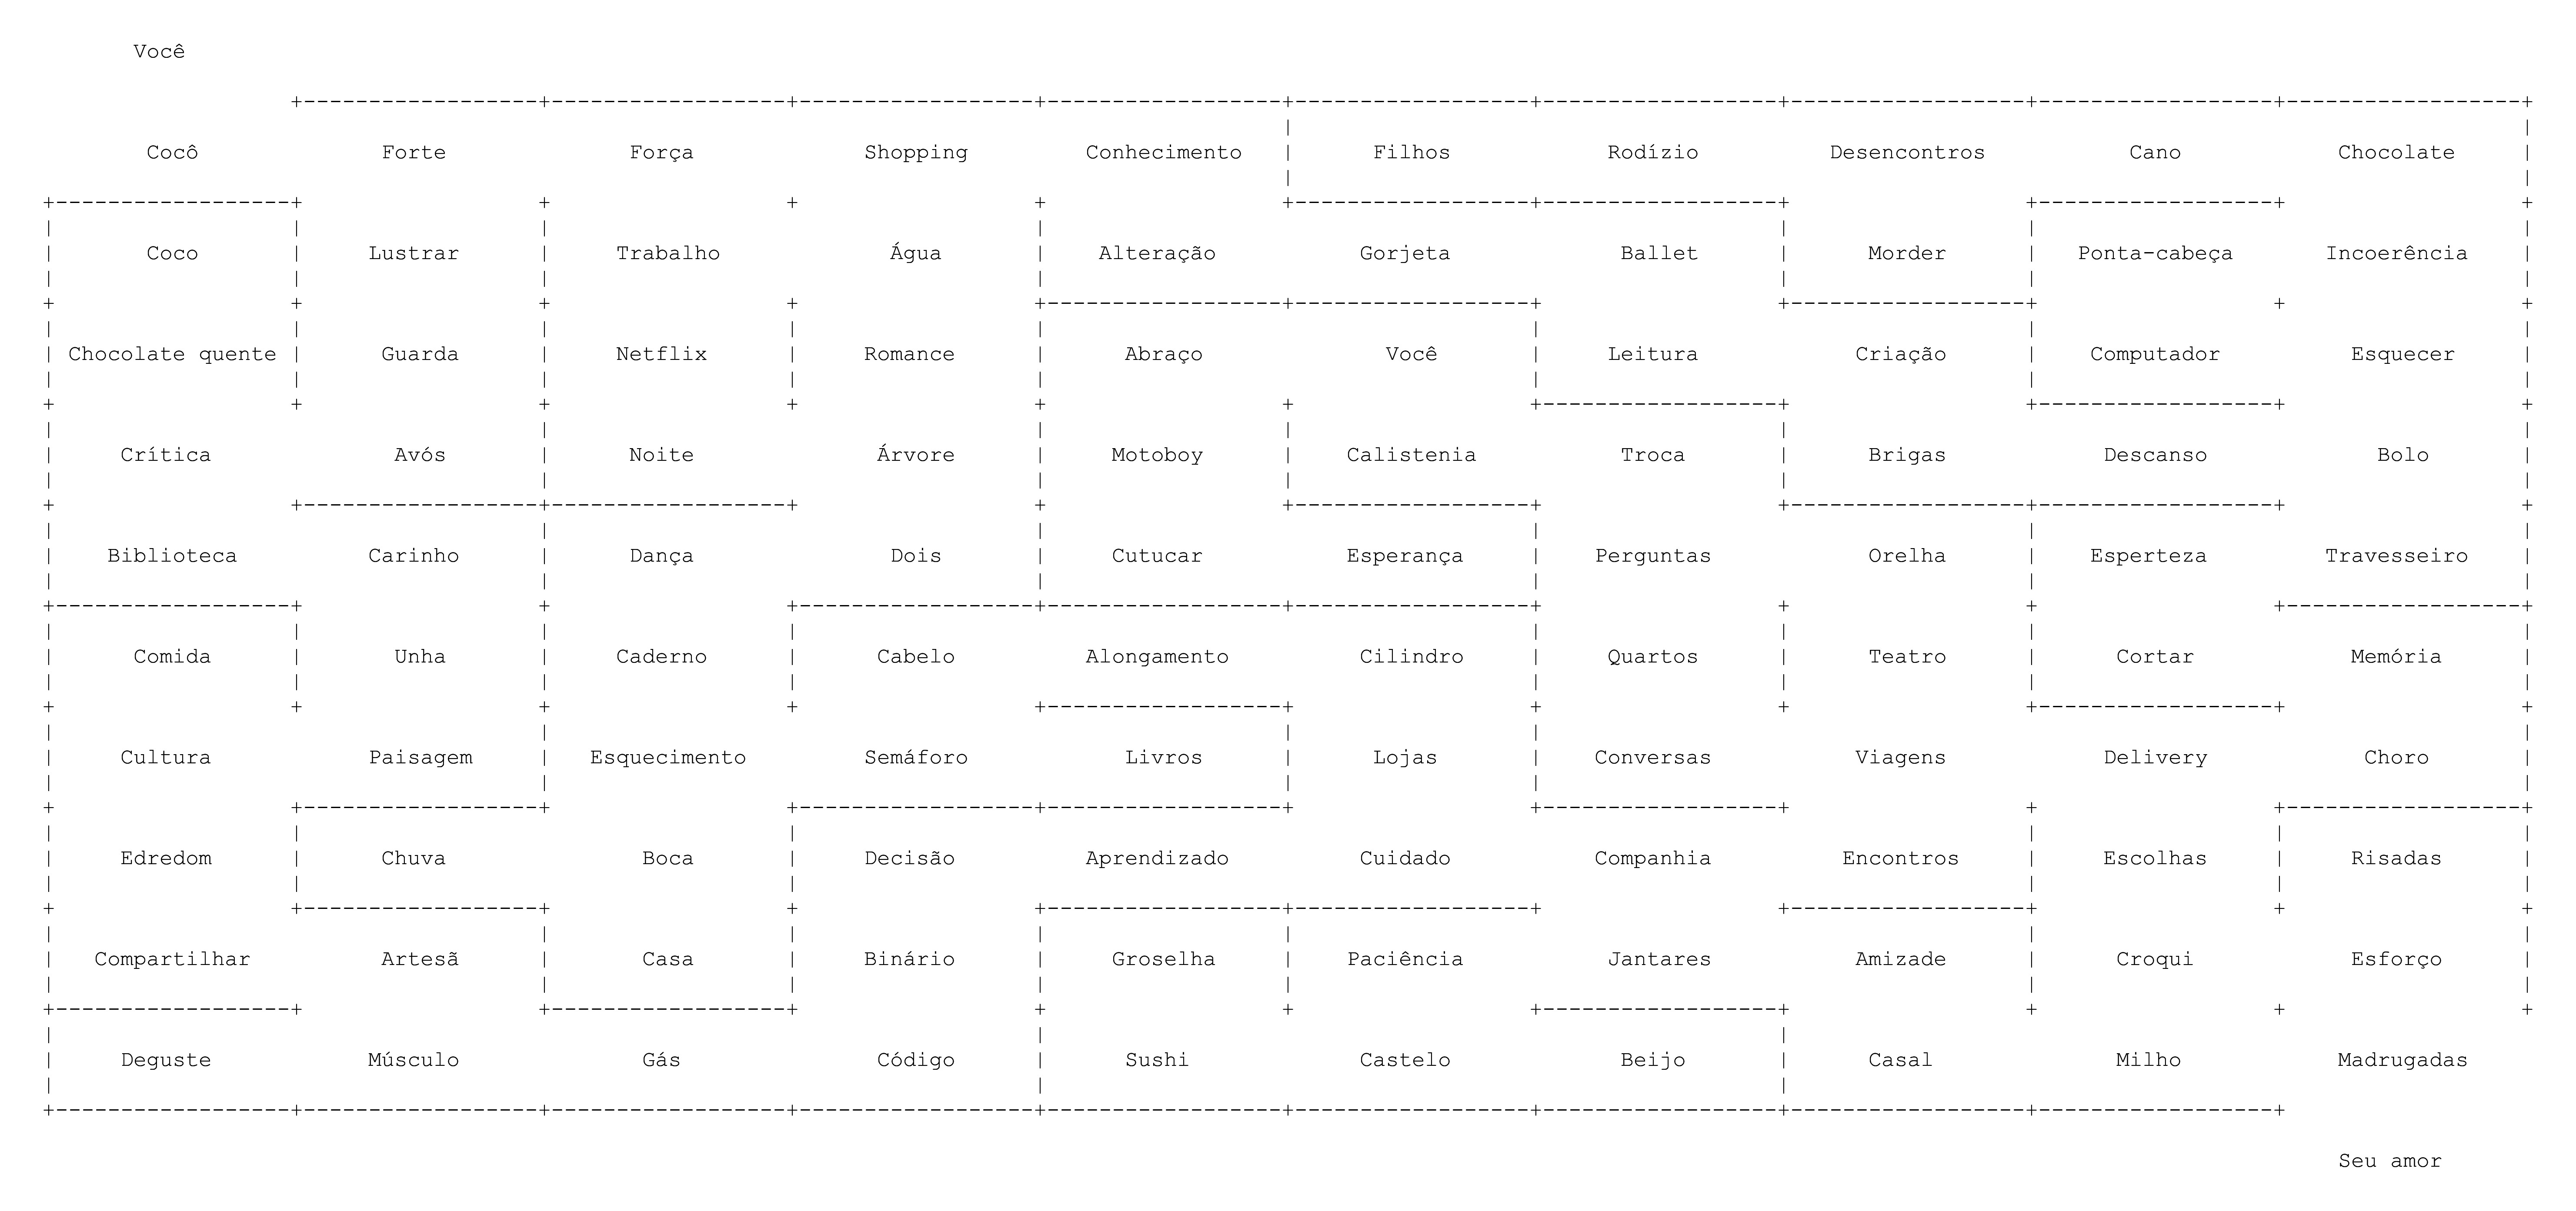 Você
Cocô Forte Força Shopping Conhecimento Filhos Rodízio Desencontros Cano Chocolate
Coco Lustrar Trabalho Água Alteração Gorjeta Ballet Morder Ponta-cabeça Incoerência
Chocolate quente Guarda Netflix Romance Abraço Você Leitura Criação Computador Esquecer
Crítica Avós Noite Árvore Motoboy Calistenia Troca Brigas Descanso Bolo
Biblioteca Carinho Dança Dois Cutucar Esperança Perguntas Orelha Esperteza Travesseiro
Comida Unha Caderno Cabelo Alongamento Cilindro Quartos Teatro Cortar Memória
Cultura Paisagem Esquecimento Semáforo Livros Lojas Conversas Viagens Delivery Choro
Edredom Chuva Boca Decisão Aprendizado Cuidado Companhia Encontros Escolhas Risadas
Compartilhar Artesã Casa Binário Groselha Paciência Jantares Amizade Croqui Esforço
Deguste Músculo Gás Código Sushi Castelo Beijo Casal Milho Madrugadas
Seu amor